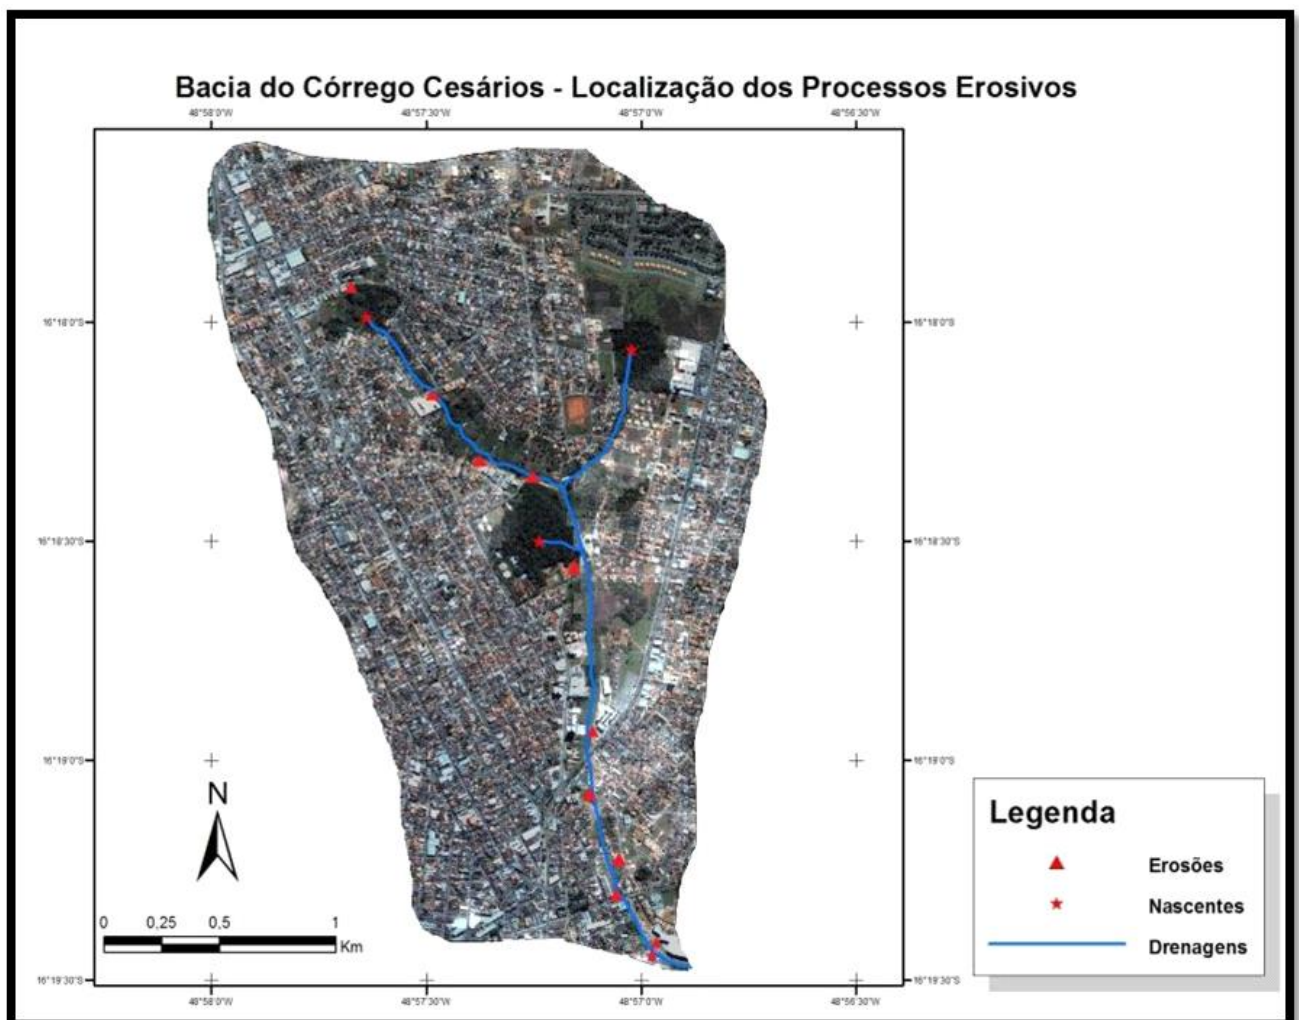 Bacia do Córrego Cesários - Localização dos Processos Erosivos
48°58'0"W 48°57'30"W 48°57'0"W 48°56'30"W
16°18'0"S 16°18'0"S
16°18'30"S 16°18'30"S
16°19'0"S 16°19'0"S
N
0 0,25 0,5 1
Km
Legenda
Erosões
Nascentes
Drenagens
16°19'30"S 16°19'30"S
48°58'0"W 48°57'30"W 48°57'0"W 48°56'30"W